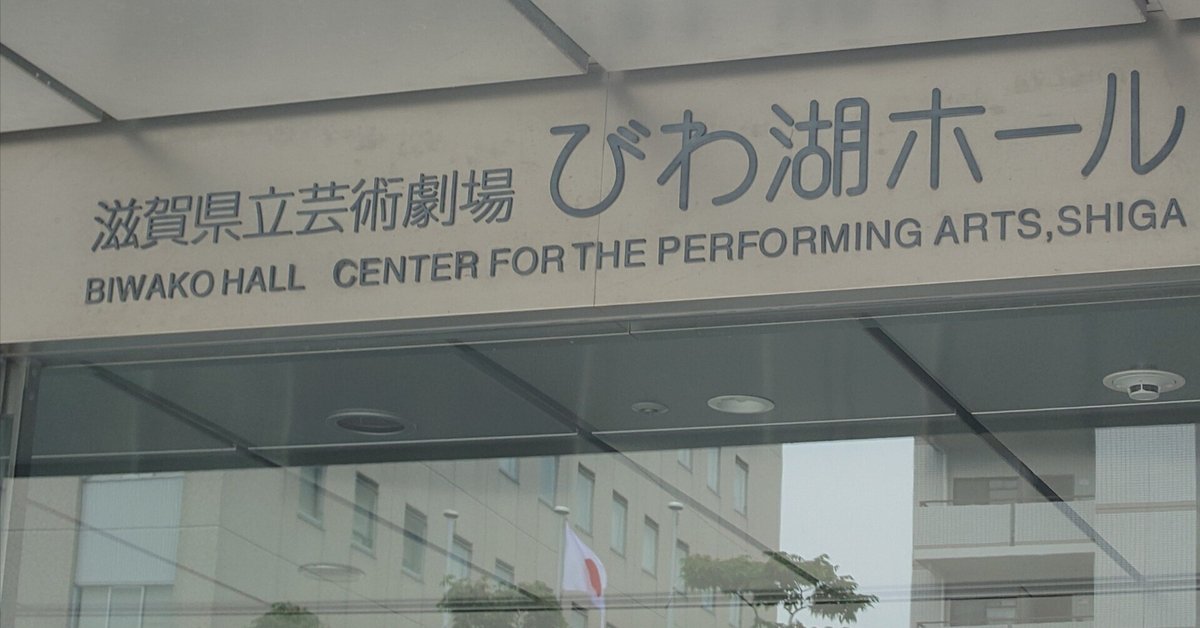 滋賀県立芸術劇場 びわ湖ホール
BIWAKO HALL CENTER FOR THE PERFORMING ARTS,SHIGA